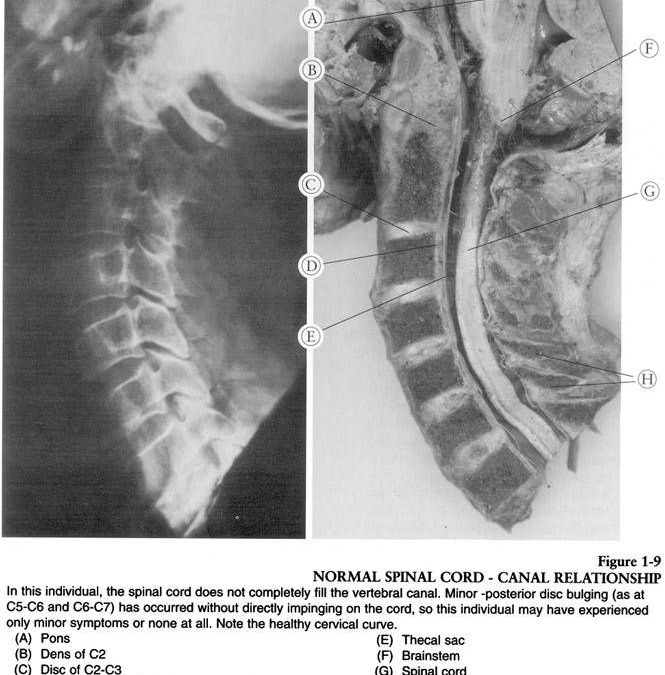 A
B
C
D
E
F
G
H
Figure 1-9
NORMAL SPINAL CORD - CANAL RELATIONSHIP
In this individual, the spinal cord does not completely fill the vertebral canal. Minor -posterior disc bulging (as at
C5-C6 and C6-C7) has occurred without directly impinging on the cord, so this individual may have experienced
only minor symptoms or none at all. Note the healthy cervical curve.
(A) Pons
(B) Dens of C2
(C) Disc of C2-C3
(E) Thecal sac
(F) Brainstem
(G) Spinal cord